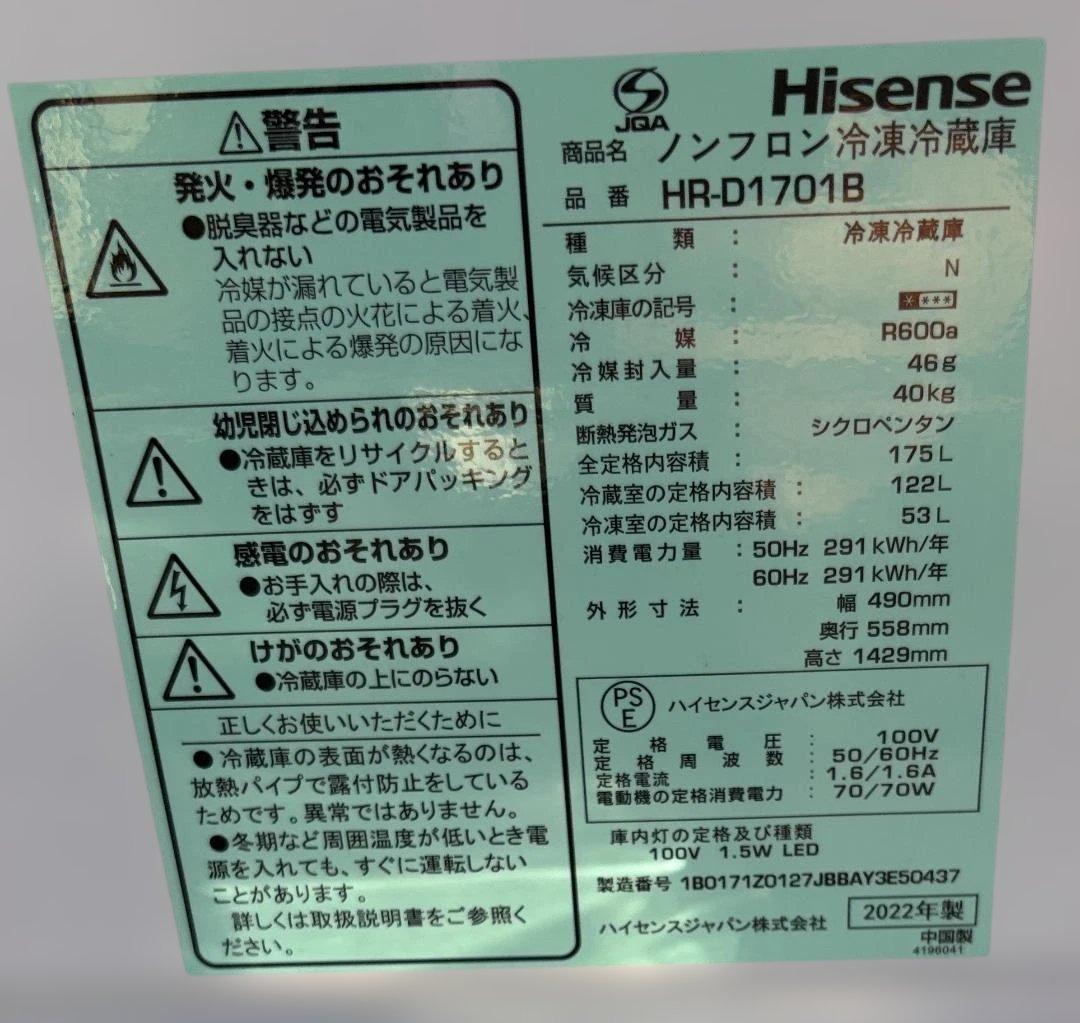 警告
発火・爆発のおそれあり
●脱臭器などの電気製品を
入れない
冷媒が漏れていると電気製
品の接点の火花による着火、
着火による爆発の原因にな
ります。
幼児閉じ込められのおそれあり
●冷蔵庫をリサイクルすると
きは、必ずドアパッキング
をはずす
感電のおそれあり
●お手入れの際は、
必ず電源プラグを抜く
けがのおそれあり
●冷蔵庫の上にのらない
正しくお使いいただくために
●冷蔵庫の表面が熱くなるのは、
放熱パイプで露付防止をしている
ためです。異常ではありません。
●冬期など周囲温度が低いとき電
源を入れても、すぐに運転しない
ことがあります。
詳しくは取扱説明書をご参照く
ださい。
JQA
Hisense
商品名 ノンフロン冷凍冷蔵庫
品番 HR-D1701B
種類 : 冷凍冷蔵庫
気候区分 : N
冷凍庫の記号 : ****
冷媒 : R600a
冷媒封入量 : 46g
質量 : 40kg
断熱発泡ガス : シクロペンタン
全定格内容積 : 175L
冷蔵室の定格内容積 : 122L
冷凍室の定格内容積 : 53L
消費電力量 : 50Hz 291kWh/年
60Hz 291kWh/年
外形寸法 : 幅 490mm
奥行 558mm
高さ 1429mm
PSE ハイセンスジャパン株式会社
定格電圧 : 100V
定格周波数 : 50/60Hz
定格電流 : 1.6/1.6A
電動機の定格消費電力 : 70/70W
庫内灯の定格及び種類
100V 1.5W LED
製造番号 1B0171Z0127JBBAY3E50437
ハイセンスジャパン株式会社 2022年製
中国製
4196041